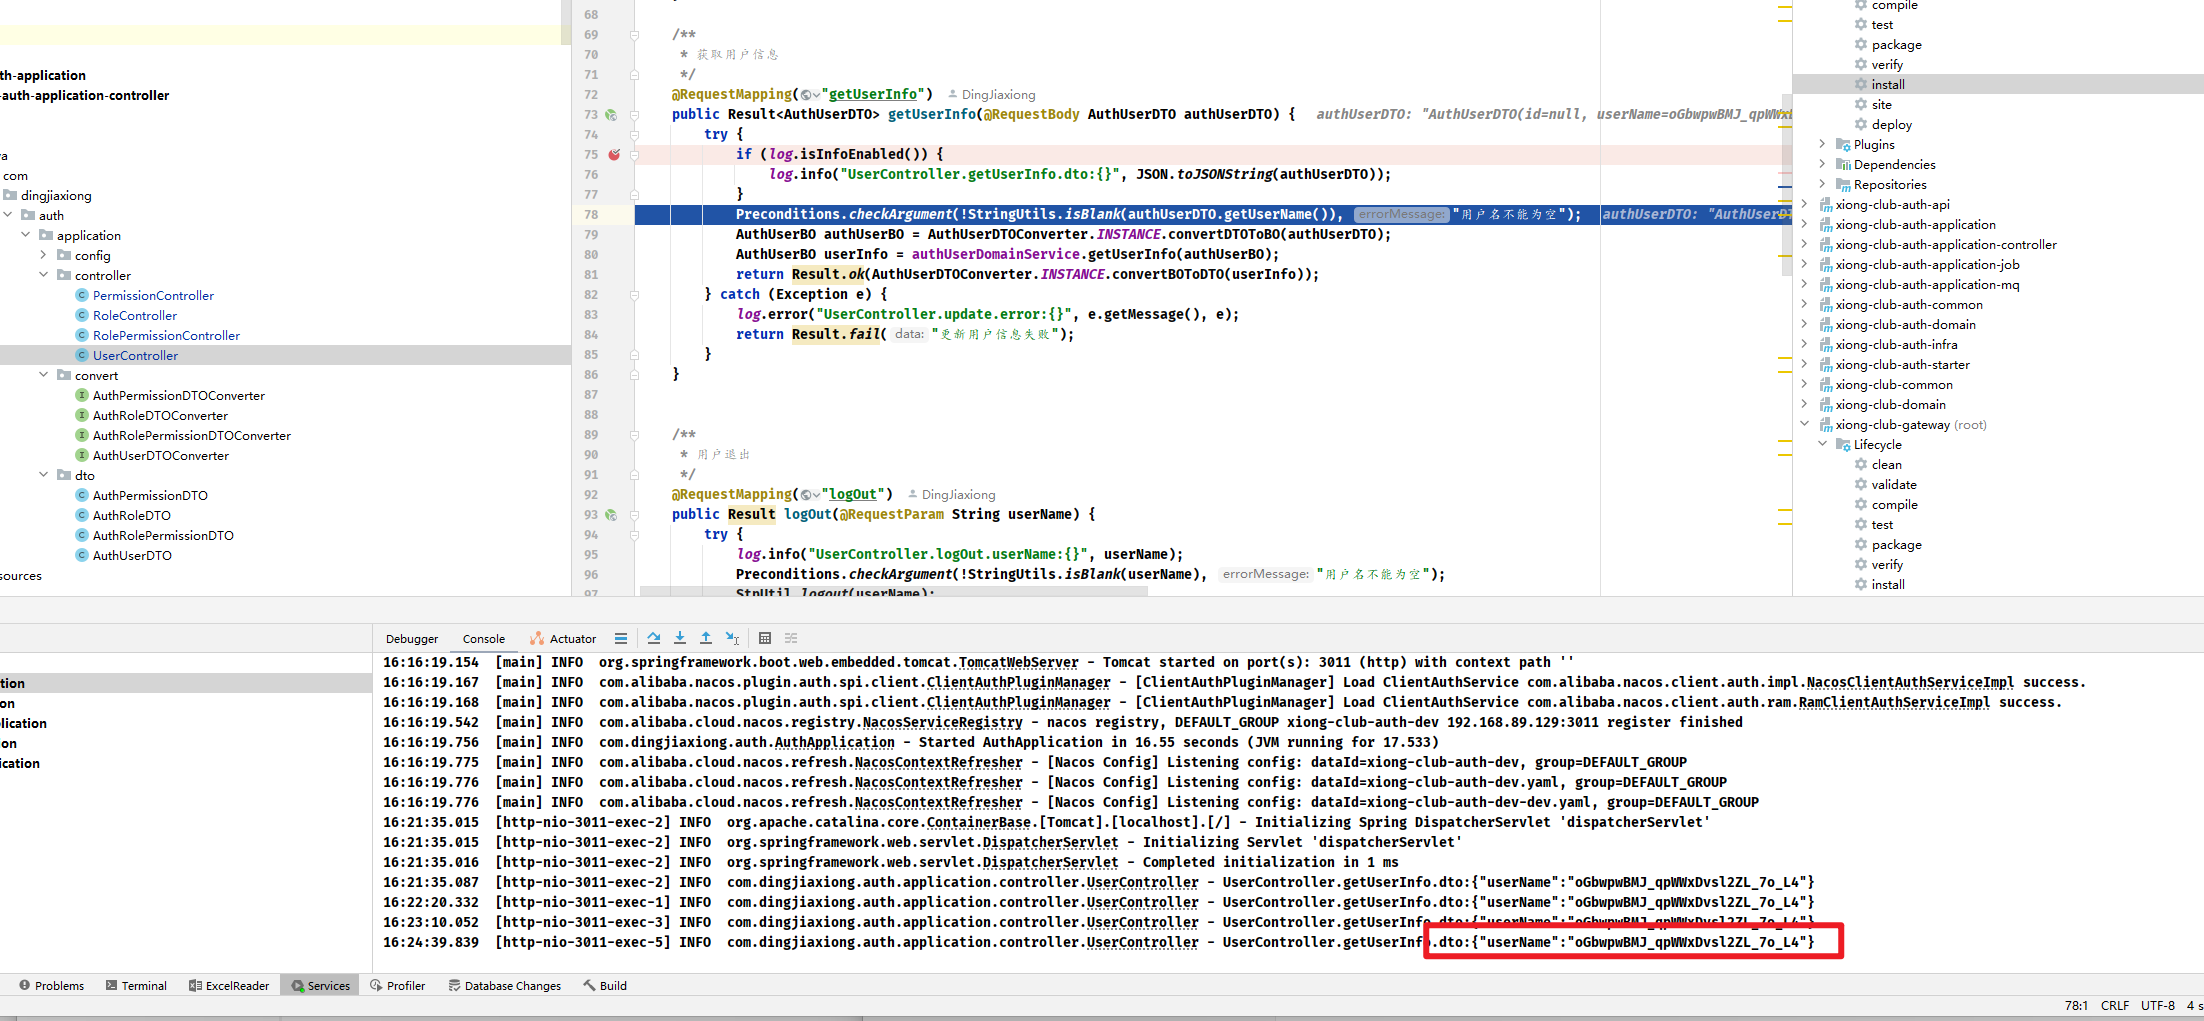 th-application
-auth-application-controller
a
com
dingjiaxiong
auth
application
config
controller
PermissionController
RoleController
RolePermissionController
UserController
convert
AuthPermissionDTOConverter
AuthRoleDTOConverter
AuthRolePermissionDTOConverter
AuthUserDTOConverter
dto
AuthPermissionDTO
AuthRoleDTO
AuthRolePermissionDTO
AuthUserDTO
sources
68
69 /**
70 * 获取用户信息
71 */
72 @RequestMapping("getUserInfo") DingJiaxiong
73 public Result<AuthUserDTO> getUserInfo(@RequestBody AuthUserDTO authUserDTO) { authUserDTO: "AuthUserDTO(id=null, userName=oGbwpwBMJ_qpWWx
74 try {
75 if (log.isInfoEnabled()) {
76 log.info("UserController.getUserInfo.dto:{}", JSON.toJSONString(authUserDTO));
77 }
78 Preconditions.checkArgument(!StringUtils.isBlank(authUserDTO.getUserName()), errorMessage: "用户名不能为空"); authUserDTO: "AuthUserDT
79 AuthUserBO authUserBO = AuthUserDTOConverter.INSTANCE.convertDTOToBO(authUserDTO);
80 AuthUserBO userInfo = authUserDomainService.getUserInfo(authUserBO);
81 return Result.ok(AuthUserDTOConverter.INSTANCE.convertBOToDTO(userInfo));
82 } catch (Exception e) {
83 log.error("UserController.update.error:{}", e.getMessage(), e);
84 return Result.fail( data: "更新用户信息失败");
85 }
86 }
87
88
89 /**
90 * 用户退出
91 */
92 @RequestMapping("logOut") DingJiaxiong
93 public Result logOut(@RequestParam String userName) {
94 try {
95 log.info("UserController.logOut.userName:{}", userName);
96 Preconditions.checkArgument(!StringUtils.isBlank(userName), errorMessage: "用户名不能为空");
97 StpUtil.logout(userName);
compile
test
package
verify
install
site
deploy
Plugins
Dependencies
Repositories
xiong-club-auth-api
xiong-club-auth-application
xiong-club-auth-application-controller
xiong-club-auth-application-job
xiong-club-auth-application-mq
xiong-club-auth-common
xiong-club-auth-domain
xiong-club-auth-infra
xiong-club-auth-starter
xiong-club-common
xiong-club-domain
xiong-club-gateway (root)
Lifecycle
clean
validate
compile
test
package
verify
install
tion
on
lication
ion
ication
Debugger Console Actuator
16:16:19.154 [main] INFO org.springframework.boot.web.embedded.tomcat.TomcatWebServer - Tomcat started on port(s): 3011 (http) with context path ''
16:16:19.167 [main] INFO com.alibaba.nacos.plugin.auth.spi.client.ClientAuthPluginManager - [ClientAuthPluginManager] Load ClientAuthService com.alibaba.nacos.client.auth.impl.NacosClientAuthServiceImpl success.
16:16:19.168 [main] INFO com.alibaba.nacos.plugin.auth.spi.client.ClientAuthPluginManager - [ClientAuthPluginManager] Load ClientAuthService com.alibaba.nacos.client.auth.ram.RamClientAuthServiceImpl success.
16:16:19.542 [main] INFO com.alibaba.cloud.nacos.registry.NacosServiceRegistry - nacos registry, DEFAULT_GROUP xiong-club-auth-dev 192.168.89.129:3011 register finished
16:16:19.756 [main] INFO com.dingjiaxiong.auth.AuthApplication - Started AuthApplication in 16.55 seconds (JVM running for 17.533)
16:16:19.775 [main] INFO com.alibaba.cloud.nacos.refresh.NacosContextRefresher - [Nacos Config] Listening config: dataId=xiong-club-auth-dev, group=DEFAULT_GROUP
16:16:19.776 [main] INFO com.alibaba.cloud.nacos.refresh.NacosContextRefresher - [Nacos Config] Listening config: dataId=xiong-club-auth-dev.yaml, group=DEFAULT_GROUP
16:16:19.776 [main] INFO com.alibaba.cloud.nacos.refresh.NacosContextRefresher - [Nacos Config] Listening config: dataId=xiong-club-auth-dev-dev.yaml, group=DEFAULT_GROUP
16:21:35.015 [http-nio-3011-exec-2] INFO org.apache.catalina.core.ContainerBase.[Tomcat].[localhost].[/] - Initializing Spring DispatcherServlet 'dispatcherServlet'
16:21:35.015 [http-nio-3011-exec-2] INFO org.springframework.web.servlet.DispatcherServlet - Initializing Servlet 'dispatcherServlet'
16:21:35.016 [http-nio-3011-exec-2] INFO org.springframework.web.servlet.DispatcherServlet - Completed initialization in 1 ms
16:21:35.087 [http-nio-3011-exec-2] INFO com.dingjiaxiong.auth.application.controller.UserController - UserController.getUserInfo.dto:{"userName":"oGbwpwBMJ_qpWWxDvsl2ZL_7o_L4"}
16:22:20.332 [http-nio-3011-exec-1] INFO com.dingjiaxiong.auth.application.controller.UserController - UserController.getUserInfo.dto:{"userName":"oGbwpwBMJ_qpWWxDvsl2ZL_7o_L4"}
16:23:10.052 [http-nio-3011-exec-3] INFO com.dingjiaxiong.auth.application.controller.UserController - UserController.getUserInfo.dto:{"userName":"oGbwpwBMJ_qpWWxDvsl2ZL_7o_L4"}
16:24:39.839 [http-nio-3011-exec-5] INFO com.dingjiaxiong.auth.application.controller.UserController - UserController.getUserInfo.dto:{"userName":"oGbwpwBMJ_qpWWxDvsl2ZL_7o_L4"}
Problems Terminal ExcelReader Services Profiler Database Changes Build
78:1 CRLF UTF-8 4 s